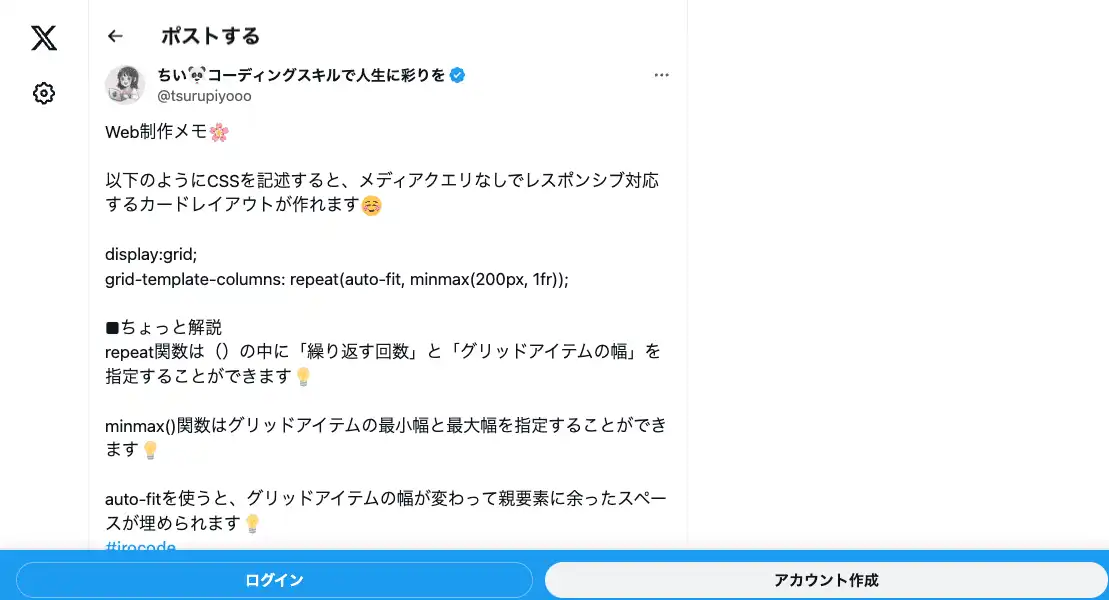 ポストする
ちい🐼コーディングスキルで人生に彩りを
@tsurupiyooo
Web制作メモ🌸
以下のようにCSSを記述すると、メディアクエリなしでレスポンシブ対応
するカードレイアウトが作れます☺️
display:grid;
grid-template-columns: repeat(auto-fit, minmax(200px, 1fr));
■ちょっと解説
repeat関数は（）の中に「繰り返す回数」と「グリッドアイテムの幅」を
指定することができます💡
minmax()関数はグリッドアイテムの最小幅と最大幅を指定することができ
ます💡
auto-fitを使うと、グリッドアイテムの幅が変わって親要素に余ったスペー
スが埋められます💡
#irocode
ログイン
アカウント作成